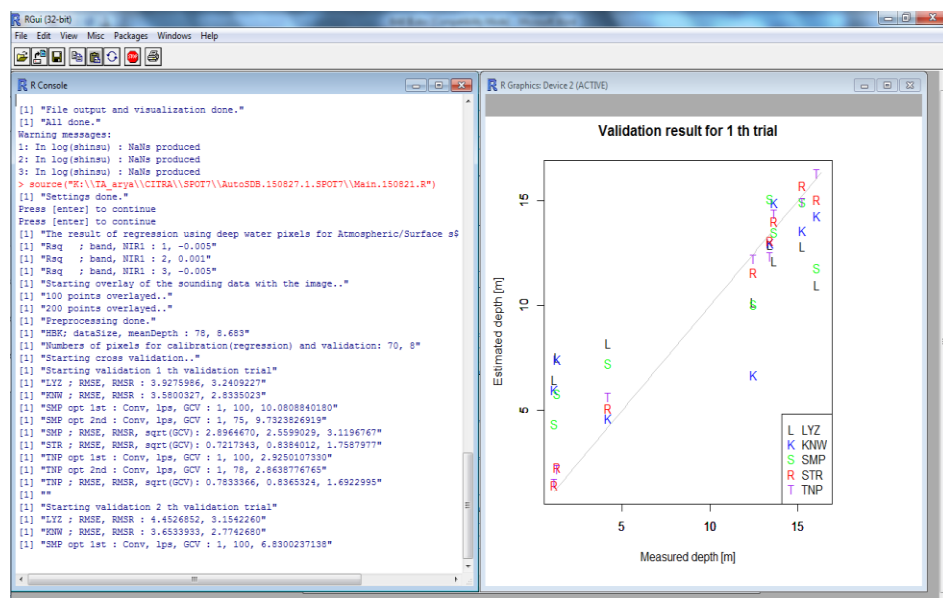 RGui (32-bit)
File Edit View Misc Packages Windows Help
STOP
R Console
[1] "File output and visualization done."
[1] "All done."
Warning messages:
1: In log(shinsu) : NaNs produced
2: In log(shinsu) : NaNs produced
3: In log(shinsu) : NaNs produced
> source("K:\\TA_arya\\CITRA\\SPOT7\\AutoSDB.150827.1.SPOT7\\Main.150821.R")
[1] "Settings done."
Press [enter] to continue
Press [enter] to continue
[1] "The result of regression using deep water pixels for Atmospheric/Surface s$
[1] "Rsq   ; band, NIR1 : 1, -0.005"
[1] "Rsq   ; band, NIR1 : 2, 0.001"
[1] "Rsq   ; band, NIR1 : 3, -0.005"
[1] "Starting overlay of the sounding data with the image.."
[1] "100 points overlayed.."
[1] "200 points overlayed.."
[1] "Preprocessing done."
[1] "HBK; dataSize, meanDepth : 78, 8.683"
[1] "Numbers of pixels for calibration(regression) and validation: 70, 8"
[1] "Starting cross validation.."
[1] "Starting validation 1 th validation trial"
[1] "LYZ ; RMSE, RMSR : 3.9275986, 3.2409227"
[1] "KNW ; RMSE, RMSR : 3.5800327, 2.8335023"
[1] "SMP opt 1st : Conv, lps, GCV : 1, 100, 10.0808840180"
[1] "SMP opt 2nd : Conv, lps, GCV : 1, 75, 9.7323826919"
[1] "SMP ; RMSE, RMSR, sqrt(GCV): 2.8964670, 2.5599029, 3.1196767"
[1] "STR ; RMSE, RMSR, sqrt(GCV): 0.7217343, 0.8384012, 1.7587977"
[1] "TNP opt 1st : Conv, lps, GCV : 1, 100, 2.9250107330"
[1] "TNP opt 2nd : Conv, lps, GCV : 1, 78, 2.8638776765"
[1] "TNP ; RMSE, RMSR, sqrt(GCV): 0.7833366, 0.8365324, 1.6922995"
[1] ""
[1] "Starting validation 2 th validation trial"
[1] "LYZ ; RMSE, RMSR : 4.4526852, 3.1542260"
[1] "KNW ; RMSE, RMSR : 3.6533933, 2.7742680"
[1] "SMP opt 1st : Conv, lps, GCV : 1, 100, 6.8300237138"
R Graphics: Device 2 (ACTIVE)
Validation result for 1 th trial
Estimated depth [m]
15
10
5
L LYZ
K KNW
S SMP
R STR
T TNP
5 10 15
Measured depth [m]